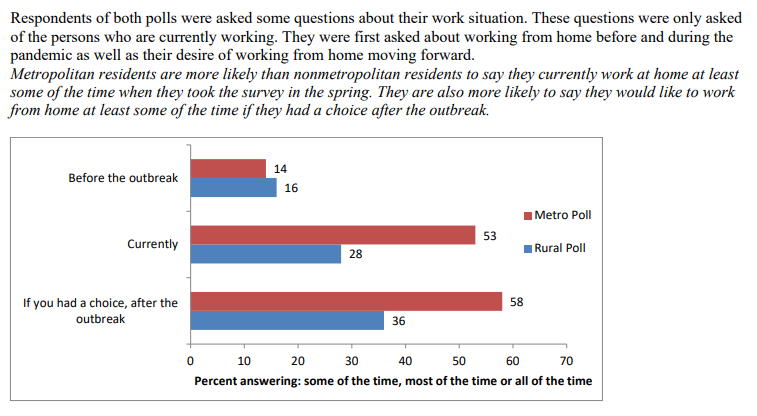 Respondents of both polls were asked some questions about their work situation. These questions were only asked
of the persons who are currently working. They were first asked about working from home before and during the
pandemic as well as their desire of working from home moving forward.
Metropolitan residents are more likely than nonmetropolitan residents to say they currently work at home at least
some of the time when they took the survey in the spring. They are also more likely to say they would like to work
from home at least some of the time if they had a choice after the outbreak.
Before the outbreak
14
16
Currently
53
28
If you had a choice, after the
outbreak
58
36
Metro Poll
Rural Poll
0 10 20 30 40 50 60 70
Percent answering: some of the time, most of the time or all of the time